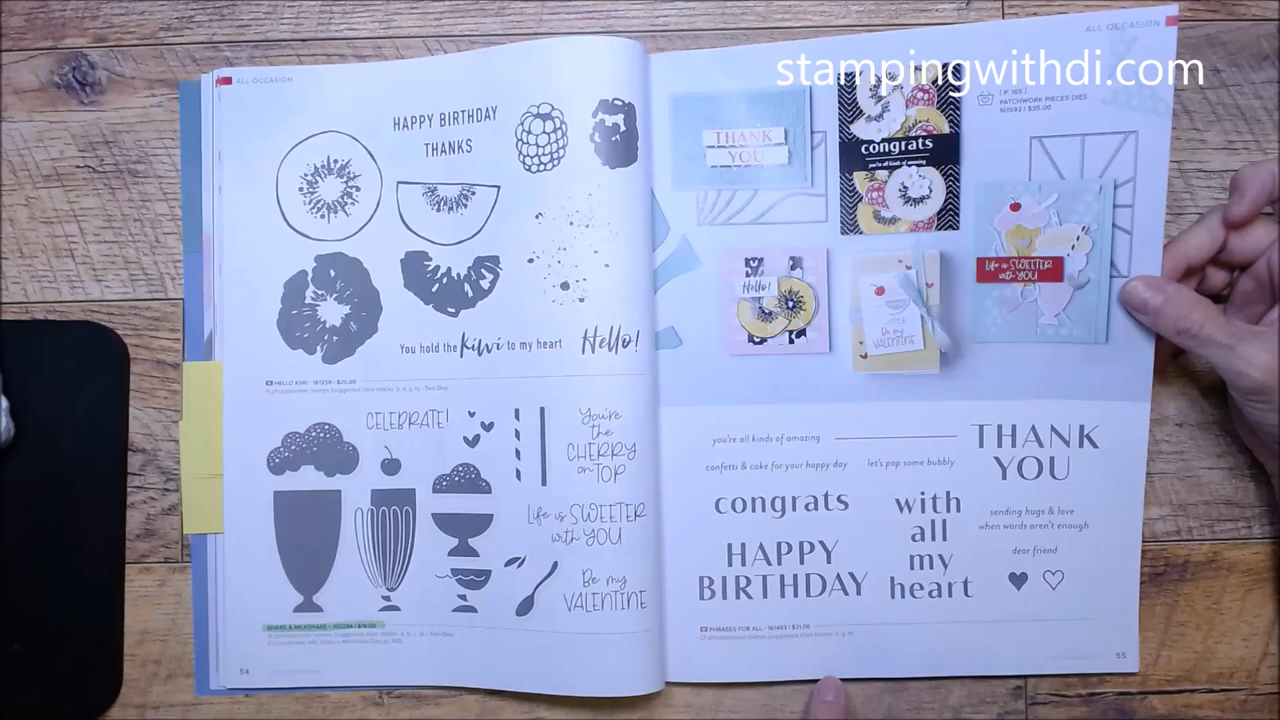 stampingwithdi.com
ALL OCCASION
HAPPY BIRTHDAY
THANKS
You hold the kiwi to my heart
Hello!
HELLO KIWI • 161258 | $20.00
CELEBRATE!
You're
the
CHERRY
on
TOP
Life is SWEETER
with YOU
Be my
VALENTINE
54
ALL OCCASION
( P. 165 )
PATCHWORK PIECES DIES
161592 | $35.00
THANK
YOU
congrats
you're all kinds of amazing
Life is SWEETER
with YOU
Hello!
Be my
VALENTINE
you're all kinds of amazing
THANK
YOU
confetti & cake for your happy day
let's pop some bubbly
congrats
with
all
my
heart
sending hugs & love
when words aren't enough
HAPPY
BIRTHDAY
dear friend
PHRASES FOR ALL • 161493 | $21.00
55